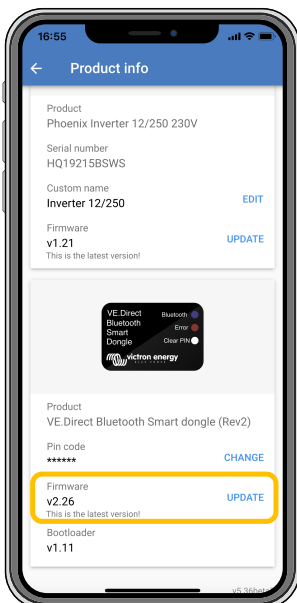 16:55
Product info
Product
Phoenix Inverter 12/250 230V
Serial number
HQ19215BSWS
Custom name
Inverter 12/250
EDIT
Firmware
v1.21
UPDATE
This is the latest version!
VE.Direct
Bluetooth
Smart
Dongle
Bluetooth
Error
Clear PIN
victron energy
BLUE POWER
Product
VE.Direct Bluetooth Smart dongle (Rev2)
Pin code
******
CHANGE
Firmware
v2.26
UPDATE
This is the latest version!
Bootloader
v1.11
v5.36beta